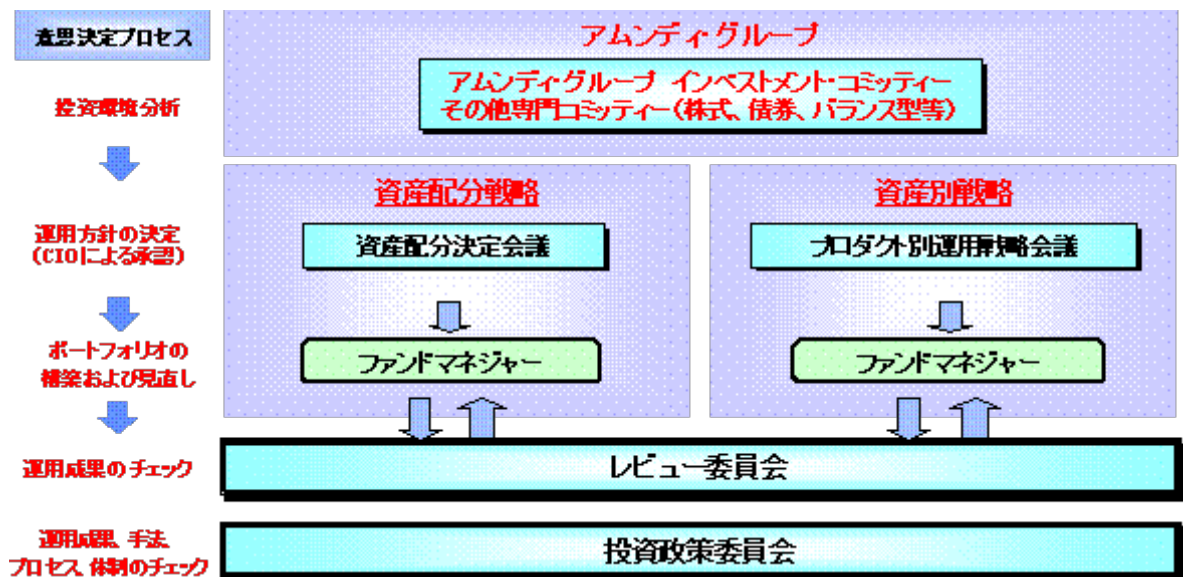 意思決定プロセス
アムンディ・グループ
アムンディ・グループ インベストメント・コミッティー
その他専門コミッティー(株式、債券、バランス型等)
投資環境分析
資産配分戦略
資産別戦略
運用方針の決定
(CIOによる承認)
資産配分決定会議
プロダクト別運用戦略会議
ポートフォリオの
構築および見直し
ファンドマネジャー
ファンドマネジャー
運用成果のチェック
レビュー委員会
運用成果、手法、
プロセス、体制のチェック
投資政策委員会